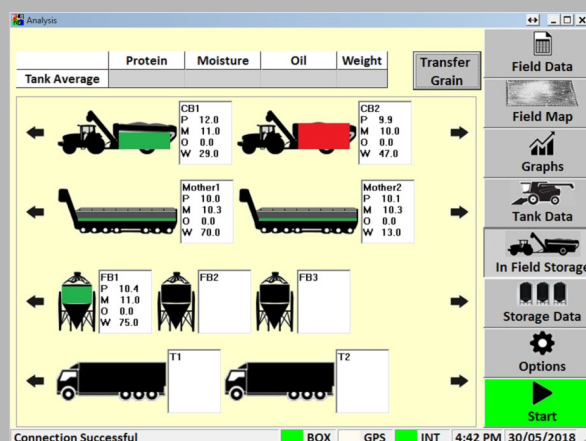 Analysis
Protein Moisture Oil Weight
Tank Average
Transfer
Grain
CB1
P 12.0
M 11.0
O 0.0
W 29.0
CB2
P 9.9
M 10.0
O 0.0
W 47.0
Mother1
P 10.0
M 10.3
O 0.0
W 70.0
Mother2
P 10.1
M 10.3
O 0.0
W 13.0
FB1
P 10.4
M 11.0
O 0.0
W 75.0
FB2
FB3
T1
T2
Field Data
Field Map
Graphs
Tank Data
In Field Storage
Storage Data
Options
Start
Connection Successful BOX GPS INT 4:42 PM 30/05/2018